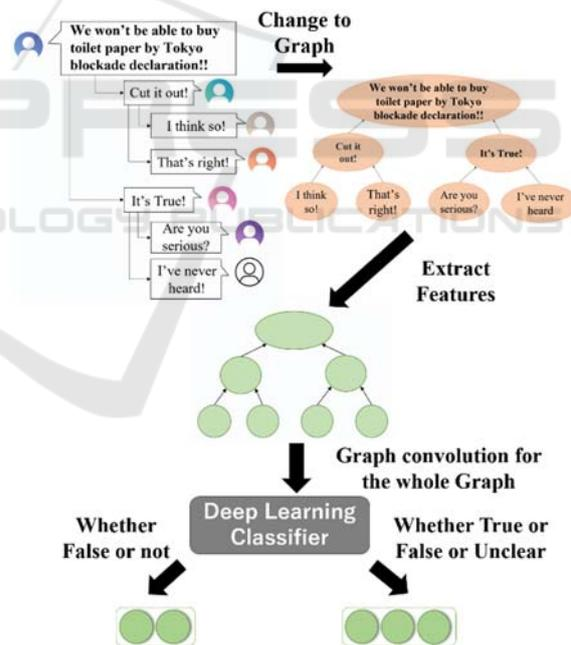 We won't be able to buy
toilet paper by Tokyo
blockade declaration!!
Cut it out!
I think so!
That's right!
It's True!
Are you
serious?
I've never
heard!
Change to
Graph
We won't be able to buy
toilet paper by Tokyo
blockade declaration!!
Cut it
out!
It's True!
I think
so!
That's
right!
Are you
serious?
I've never
heard
Extract
Features
Graph convolution for
the whole Graph
Deep Learning
Classifier
Whether
False or not
Whether True or
False or Unclear
PRESS
OLOGY PUBLICATIONS